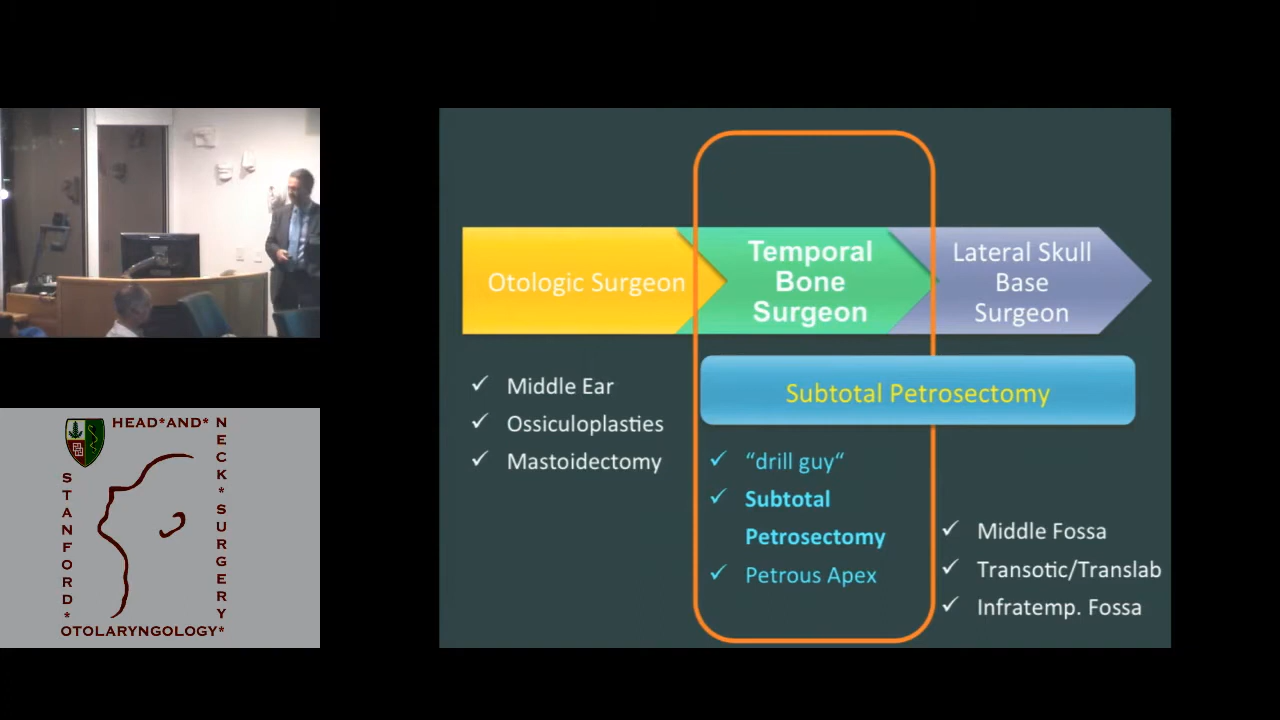 Otologic Surgeon
Temporal
Bone
Surgeon
Lateral Skull
Base
Surgeon
Subtotal Petrosectomy
✓ Middle Ear
✓ Ossiculoplasties
✓ Mastoidectomy
✓ “drill guy“
✓ Subtotal
Petrosectomy
✓ Petrous Apex
✓ Middle Fossa
✓ Transotic/Translab
✓ Infratemp. Fossa
HEAD*AND*
NECK*SURGERY
STANFORD*
OTOLARYNGOLOGY*